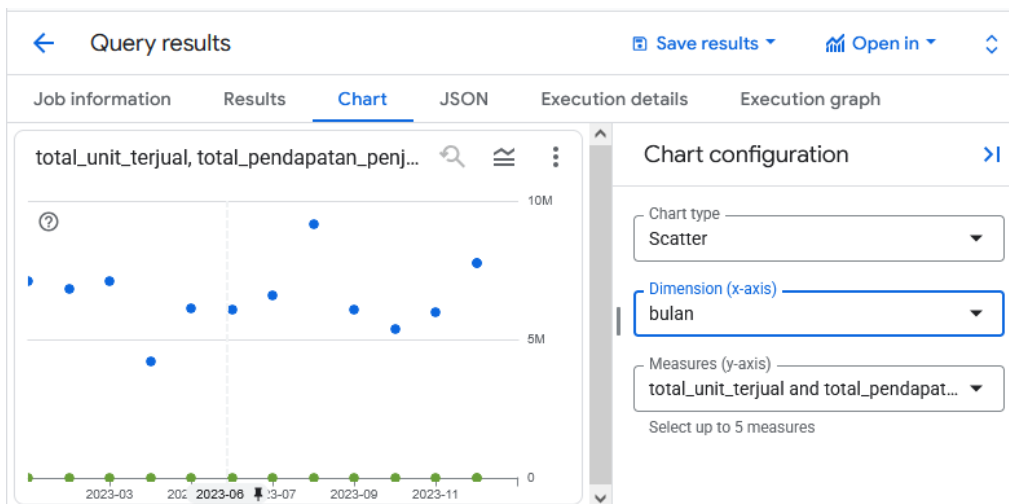 Query results
Save results
Open in
Job information Results Chart JSON Execution details Execution graph
total_unit_terjual, total_pendapatan_penj...
10M
5M
0
2023-03 2023-06 2023-09 2023-11
Chart configuration
Chart type
Scatter
Dimension (x-axis)
bulan
Measures (y-axis)
total_unit_terjual and total_pendapat...
Select up to 5 measures